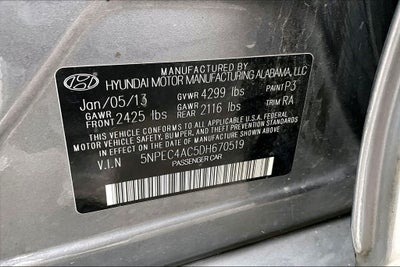 MANUFACTURED BY
HYUNDAI MOTOR MANUFACTURING ALABAMA, LLC
Jan/05/13 GVWR 4299 lbs PAINT P3
GAWR FRONT 2425 lbs GAWR REAR 2116 lbs TRIM RA
THIS VEHICLE CONFORMS TO ALL APPLICABLE FEDERAL
MOTOR VEHICLE SAFETY, BUMPER, AND THEFT PREVENTION
STANDARDS IN EFFECT ON THE DATE OF MANUFACTURE SHOWN ABOVE.
V.I.N 5NPEC4AC5DH670519
PASSENGER CAR